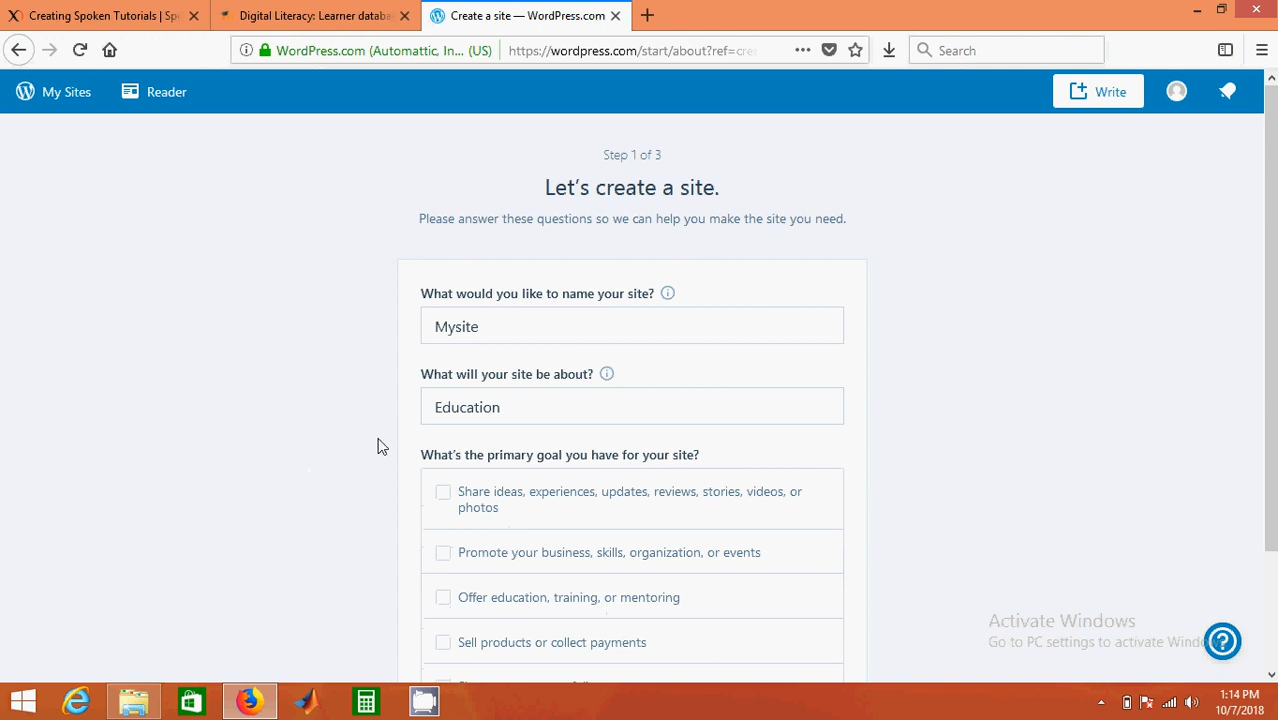 Creating Spoken Tutorials | Sp
Digital Literacy: Learner databa
Create a site — WordPress.com
WordPress.com (Automattic, In... (US)
https://wordpress.com/start/about?ref=cre
Search
My Sites
Reader
Write
Step 1 of 3
Let's create a site.
Please answer these questions so we can help you make the site you need.
What would you like to name your site?
Mysite
What will your site be about?
Education
What's the primary goal you have for your site?
Share ideas, experiences, updates, reviews, stories, videos, or
photos
Promote your business, skills, organization, or events
Offer education, training, or mentoring
Sell products or collect payments
Activate Windows
Go to PC settings to activate Windo
1:14 PM
10/7/2018